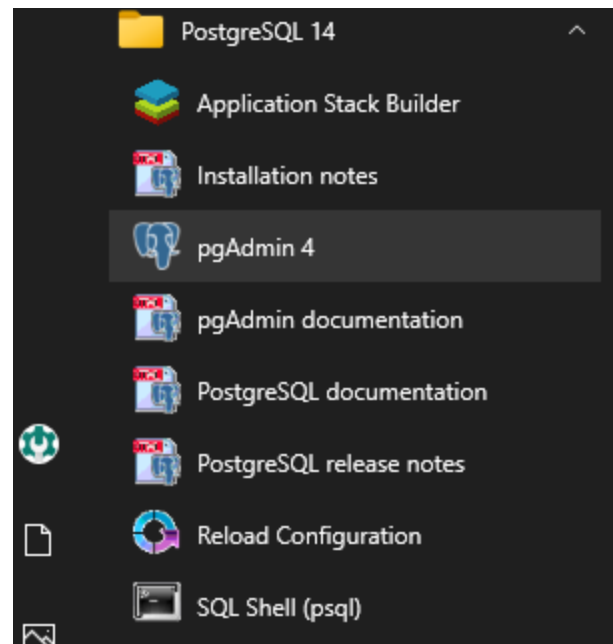 PostgreSQL 14
Application Stack Builder
Installation notes
pgAdmin 4
pgAdmin documentation
PostgreSQL documentation
PostgreSQL release notes
Reload Configuration
SQL Shell (psql)